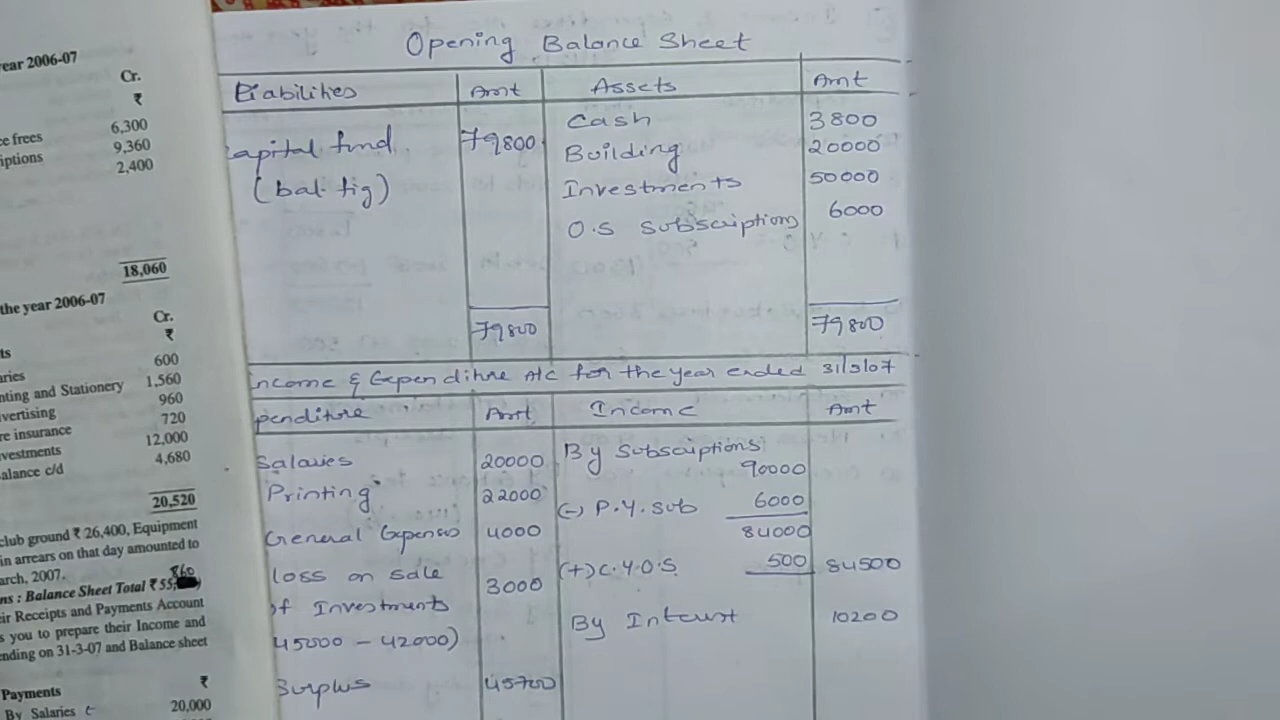 ear 2006-07
Cr.
₹
ce frees 6,300
iptions 9,360
2,400
18,060
the year 2006-07
Cr.
ts ₹
aries 600
nting and Stationery 1,560
vertising 960
re insurance 720
vestments 12,000
alance c/d 4,680
20,520
club ground ₹ 26,400, Equipment
in arrears on that day amounted to
arch, 2007.
860
ns : Balance Sheet Total ₹ 55,
eir Receipts and Payments Account
s you to prepare their Income and
nding on 31-3-07 and Balance sheet
Payments ₹
By Salaries 20,000
Opening Balance Sheet
Liabilities Amt Assets Amt
apital fund 79800 Cash 3800
(bal fig) Building 20000
Investments 50000
O.S Subscriptions 6000
79800 79800
ncome & Expenditure A/c for the year ended 31/3/07
penditure Amt Income Amt
Salaries 20000 By Subscriptions 90000
Printing 22000 (-) P.Y. Sub 6000
84000
General Expenses 4000 (+) C.Y.O.S. 500 84500
loss on sale 3000
of Investments By Interest 10200
45000 - 42000)
Surplus 45700